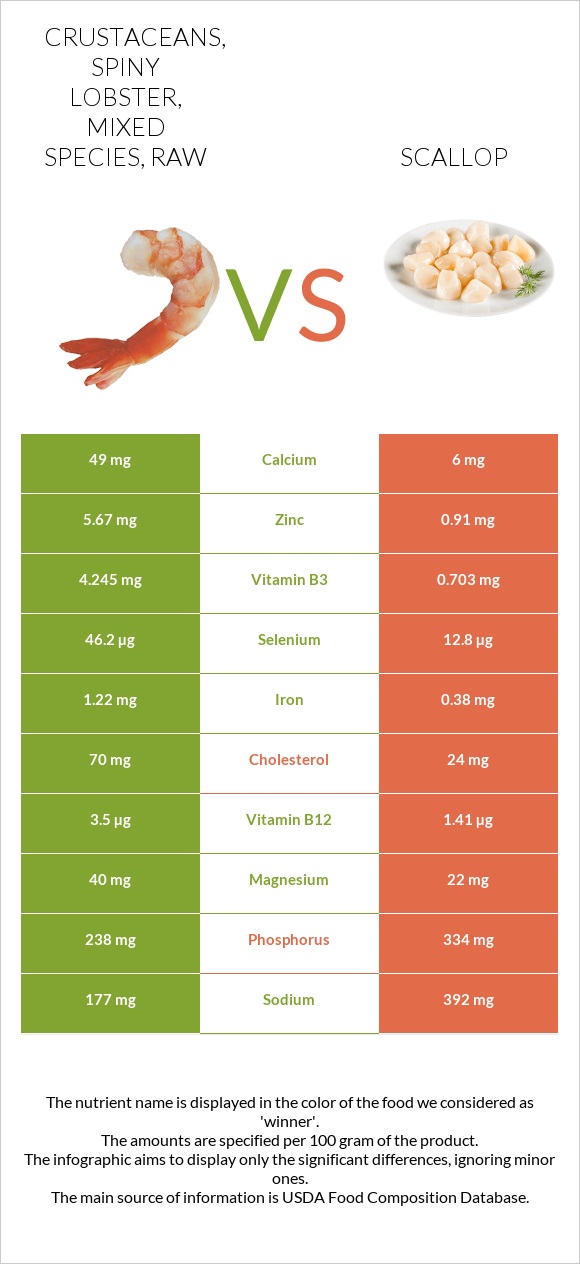 CRUSTACEANS,
SPINY
LOBSTER,
MIXED
SPECIES, RAW
SCALLOP
VS
49 mg Calcium 6 mg
5.67 mg Zinc 0.91 mg
4.245 mg Vitamin B3 0.703 mg
46.2 µg Selenium 12.8 µg
1.22 mg Iron 0.38 mg
70 mg Cholesterol 24 mg
3.5 µg Vitamin B12 1.41 µg
40 mg Magnesium 22 mg
238 mg Phosphorus 334 mg
177 mg Sodium 392 mg
The nutrient name is displayed in the color of the food we considered as
'winner'.
The amounts are specified per 100 gram of the product.
The infographic aims to display only the significant differences, ignoring minor
ones.
The main source of information is USDA Food Composition Database.